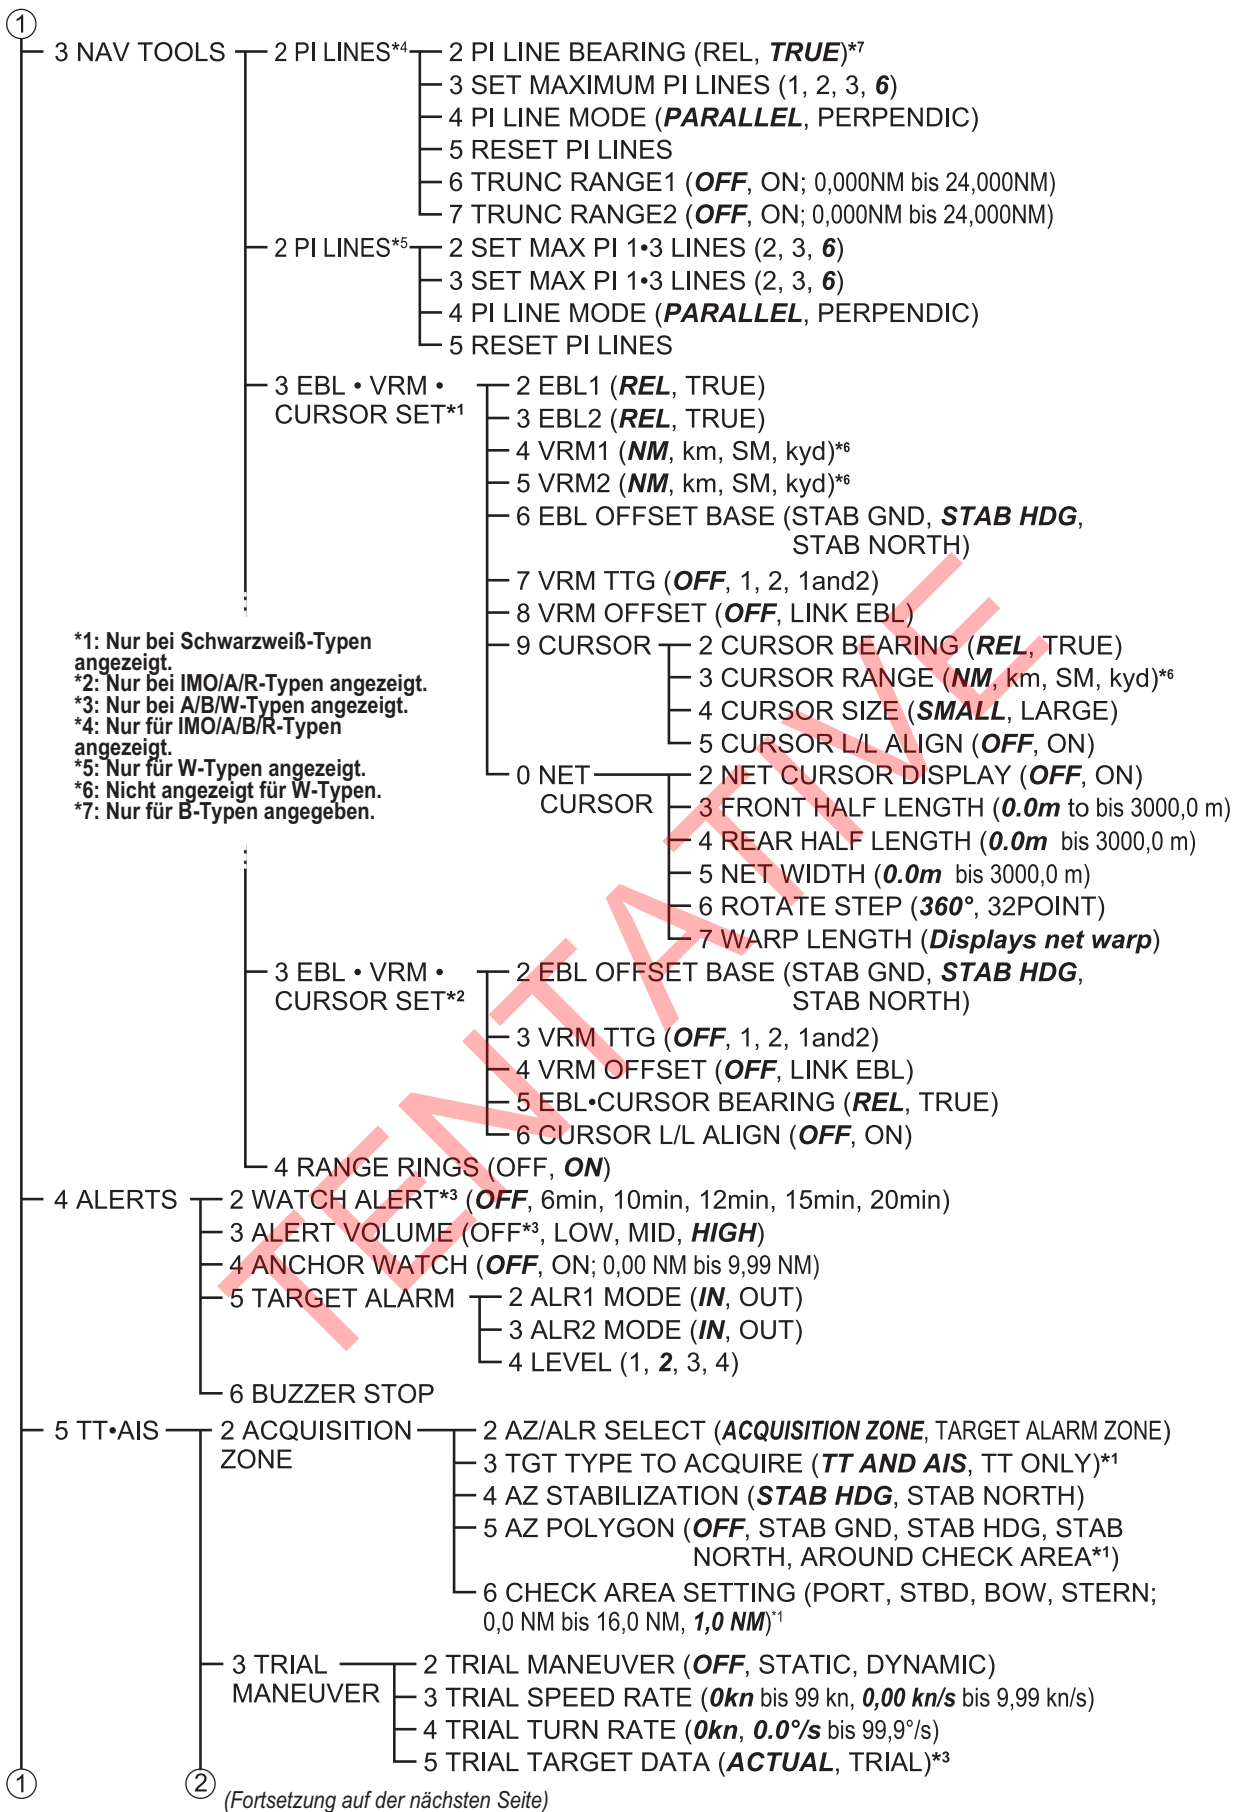 1
3 NAV TOOLS
2 PI LINES*4
2 PI LINE BEARING (REL, TRUE)*7
3 SET MAXIMUM PI LINES (1, 2, 3, 6)
4 PI LINE MODE (PARALLEL, PERPENDIC)
5 RESET PI LINES
6 TRUNC RANGE1 (OFF, ON; 0,000NM bis 24,000NM)
7 TRUNC RANGE2 (OFF, ON; 0,000NM bis 24,000NM)
2 PI LINES*5
2 SET MAX PI 1•3 LINES (2, 3, 6)
3 SET MAX PI 1•3 LINES (2, 3, 6)
4 PI LINE MODE (PARALLEL, PERPENDIC)
5 RESET PI LINES
3 EBL • VRM •
CURSOR SET*1
2 EBL1 (REL, TRUE)
3 EBL2 (REL, TRUE)
4 VRM1 (NM, km, SM, kyd)*6
5 VRM2 (NM, km, SM, kyd)*6
6 EBL OFFSET BASE (STAB GND, STAB HDG,
STAB NORTH)
7 VRM TTG (OFF, 1, 2, 1and2)
8 VRM OFFSET (OFF, LINK EBL)
9 CURSOR
2 CURSOR BEARING (REL, TRUE)
3 CURSOR RANGE (NM, km, SM, kyd)*6
4 CURSOR SIZE (SMALL, LARGE)
5 CURSOR L/L ALIGN (OFF, ON)
0 NET
CURSOR
2 NET CURSOR DISPLAY (OFF, ON)
3 FRONT HALF LENGTH (0.0m to bis 3000,0 m)
4 REAR HALF LENGTH (0.0m bis 3000,0 m)
5 NET WIDTH (0.0m bis 3000,0 m)
6 ROTATE STEP (360°, 32POINT)
7 WARP LENGTH (Displays net warp)
*1: Nur bei Schwarzweiß-Typen
angezeigt.
*2: Nur bei IMO/A/R-Typen angezeigt.
*3: Nur bei A/B/W-Typen angezeigt.
*4: Nur für IMO/A/B/R-Typen
angezeigt.
*5: Nur für W-Typen angezeigt.
*6: Nicht angezeigt für W-Typen.
*7: Nur für B-Typen angegeben.
3 EBL • VRM •
CURSOR SET*2
2 EBL OFFSET BASE (STAB GND, STAB HDG,
STAB NORTH)
3 VRM TTG (OFF, 1, 2, 1and2)
4 VRM OFFSET (OFF, LINK EBL)
5 EBL•CURSOR BEARING (REL, TRUE)
6 CURSOR L/L ALIGN (OFF, ON)
4 RANGE RINGS (OFF, ON)
4 ALERTS
2 WATCH ALERT*3 (OFF, 6min, 10min, 12min, 15min, 20min)
3 ALERT VOLUME (OFF*3, LOW, MID, HIGH)
4 ANCHOR WATCH (OFF, ON; 0,00 NM bis 9,99 NM)
5 TARGET ALARM
2 ALR1 MODE (IN, OUT)
3 ALR2 MODE (IN, OUT)
4 LEVEL (1, 2, 3, 4)
6 BUZZER STOP
5 TT•AIS
2 ACQUISITION
ZONE
2 AZ/ALR SELECT (ACQUISITION ZONE, TARGET ALARM ZONE)
3 TGT TYPE TO ACQUIRE (TT AND AIS, TT ONLY)*1
4 AZ STABILIZATION (STAB HDG, STAB NORTH)
5 AZ POLYGON (OFF, STAB GND, STAB HDG, STAB
NORTH, AROUND CHECK AREA*1)
6 CHECK AREA SETTING (PORT, STBD, BOW, STERN;
0,0 NM bis 16,0 NM, 1,0 NM)*1
3 TRIAL
MANEUVER
2 TRIAL MANEUVER (OFF, STATIC, DYNAMIC)
3 TRIAL SPEED RATE (0kn bis 99 kn, 0,00 kn/s bis 9,99 kn/s)
4 TRIAL TURN RATE (0kn, 0.0°/s bis 99,9°/s)
5 TRIAL TARGET DATA (ACTUAL, TRIAL)*3
1
2
(Fortsetzung auf der nächsten Seite)
TENTATIVE